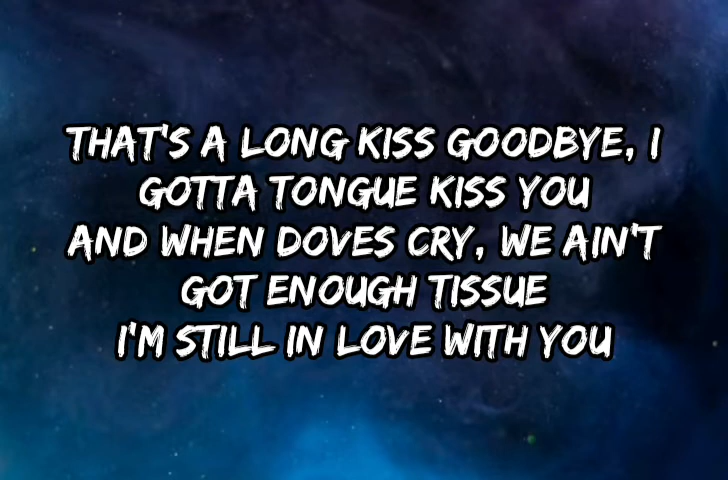 THAT'S A LONG KISS GOODBYE, I
GOTTA TONGUE KISS YOU
AND WHEN DOVES CRY, WE AIN'T
GOT ENOUGH TISSUE
I'M STILL IN LOVE WITH YOU